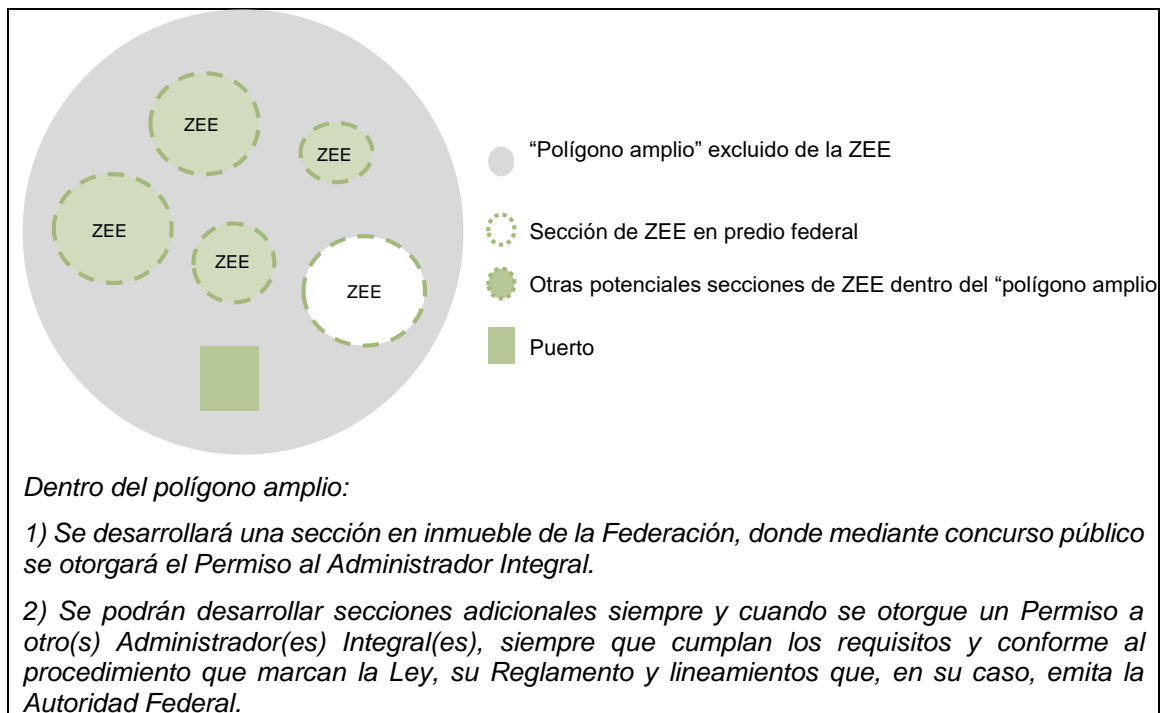 ZEE
ZEE
ZEE
ZEE
ZEE
“Polígono amplio” excluido de la ZEE
Sección de ZEE en predio federal
Otras potenciales secciones de ZEE dentro del “polígono amplio
Puerto
Dentro del polígono amplio:
1) Se desarrollará una sección en inmueble de la Federación, donde mediante concurso público
se otorgará el Permiso al Administrador Integral.
2) Se podrán desarrollar secciones adicionales siempre y cuando se otorgue un Permiso a
otro(s) Administrador(es) Integral(es), siempre que cumplan los requisitos y conforme al
procedimiento que marcan la Ley, su Reglamento y lineamientos que, en su caso, emita la
Autoridad Federal.